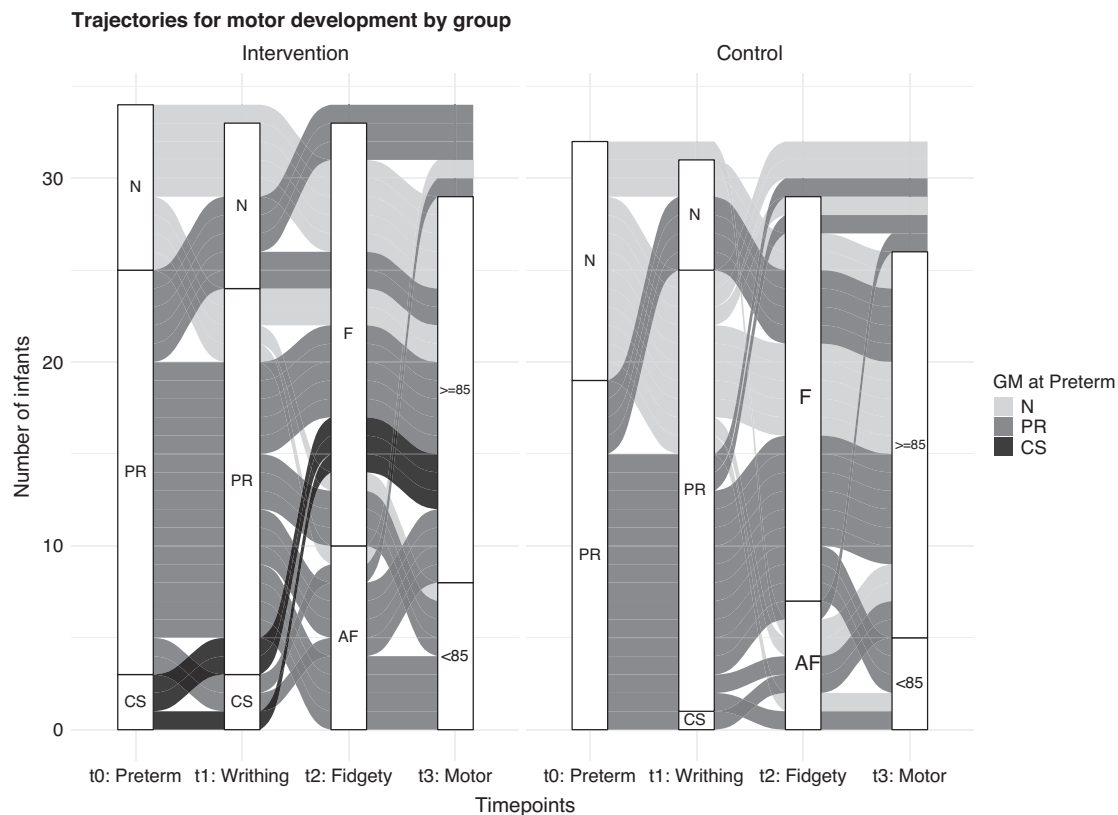 Trajectories for motor development by group
Intervention
Control
Number of infants
30
20
10
0
N
PR
CS
N
PR
CS
F
AF
>=85
<85
N
PR
N
PR
CS
F
AF
>=85
<85
GM at Preterm
N
PR
CS
t0: Preterm t1: Writhing t2: Fidgety t3: Motor
t0: Preterm t1: Writhing t2: Fidgety t3: Motor
Timepoints